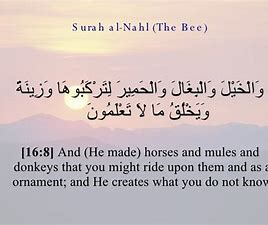 Surah al-Nahl (The Bee)
وَالْخَيْلَ وَالْبِغَالَ وَالْحَمِيرَ لِتَرْكَبُوهَا وَزِينَةً
وَيَخْلُقُ مَا لَا تَعْلَمُونَ
[16:8] And (He made) horses and mules and
donkeys that you might ride upon them and as a
ornament; and He creates what you do not know